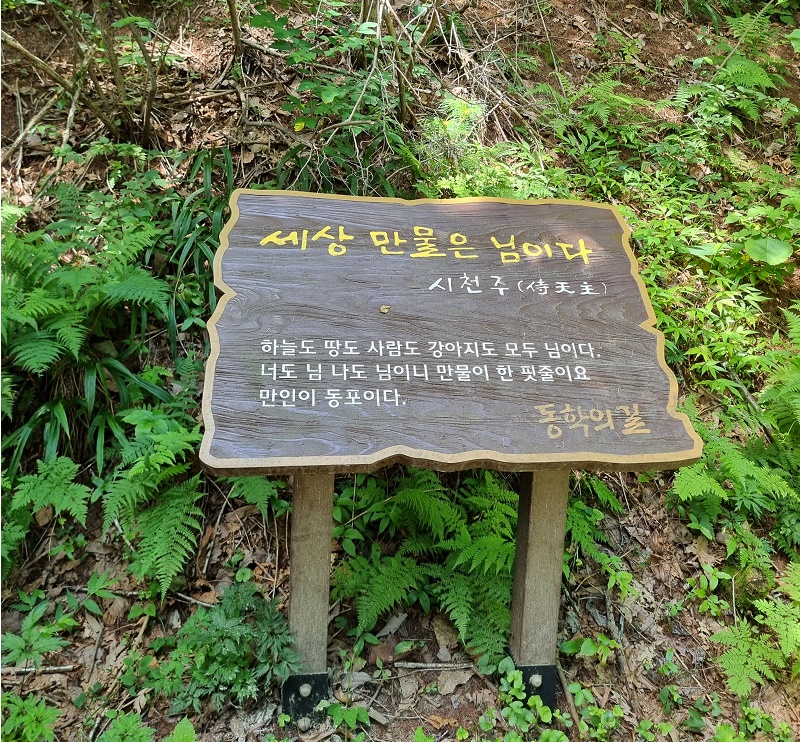 세상 만물은 님이다
시천주 (侍天主)
하늘도 땅도 사람도 강아지도 모두 님이다.
너도 님 나도 님이니 만물이 한 핏줄이요
만인이 동포이다.
동학의길